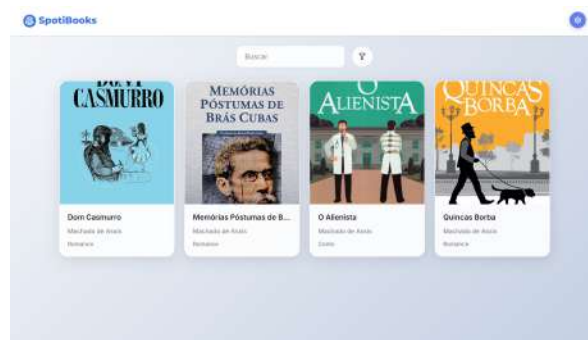 SpotiBooks
Buscar
DOM
CASMURRO
MEMÓRIAS
PÓSTUMAS DE
BRÁS CUBAS
O
ALIENISTA
QUINCAS
BORBA
Dom Casmurro
Machado de Assis
Romance
Memórias Póstumas de B...
Machado de Assis
Romance
O Alienista
Machado de Assis
Conto
Quincas Borba
Machado de Assis
Romance